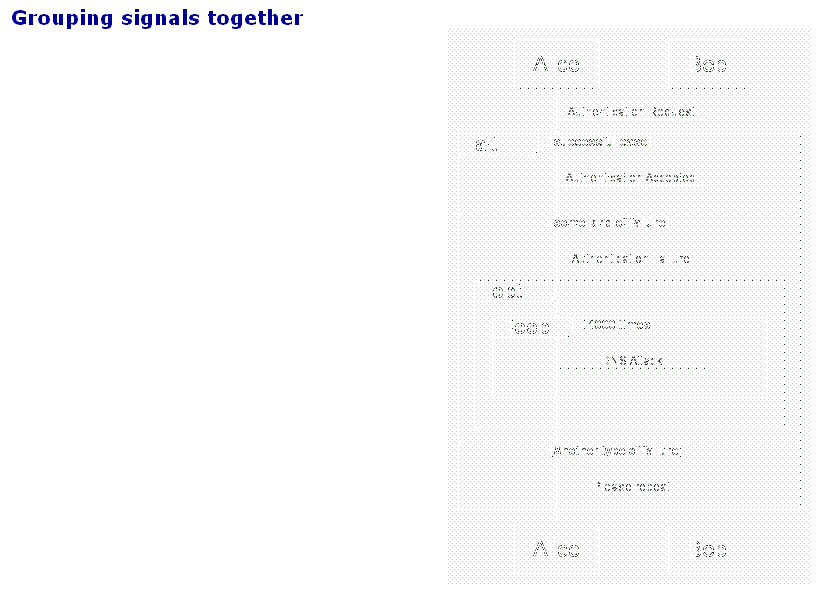 Grouping signals together
Alice Bob
Authentication Request
alt [successful case]
Authentication Accepted
[some kind of failure]
Authentication Failure
opt
loop [1000 times]
DNS Attack
[Another type of failure]
Please repeat
Alice Bob